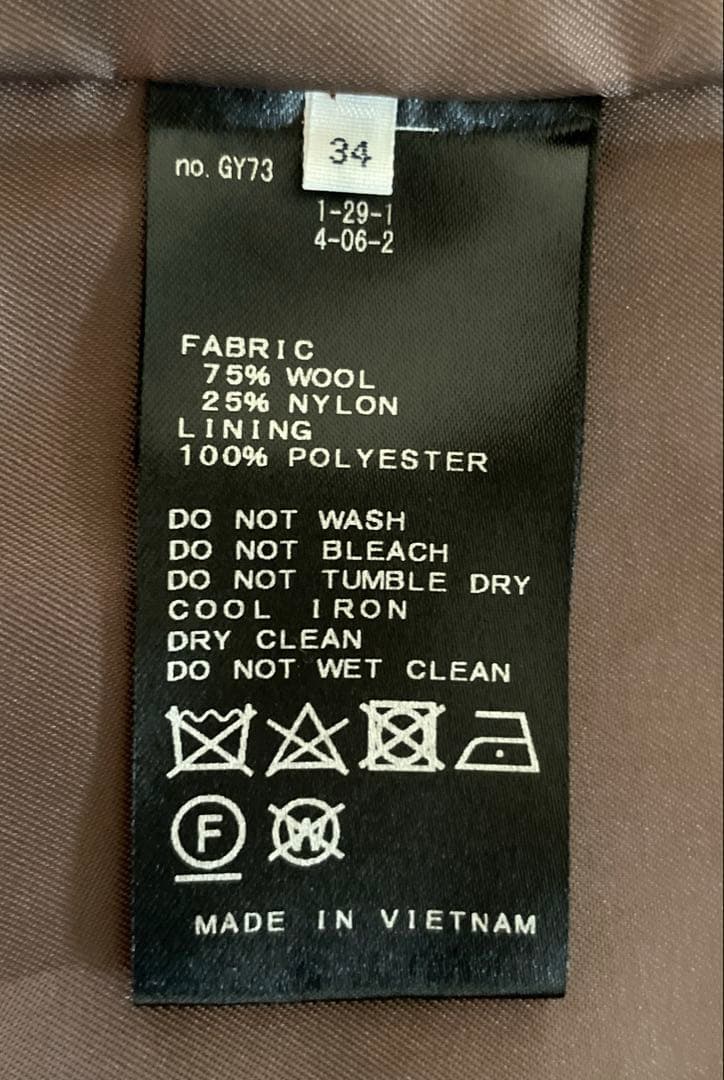 34
no. GY73
1-29-1
4-06-2
FABRIC
75% WOOL
25% NYLON
LINING
100% POLYESTER
DO NOT WASH
DO NOT BLEACH
DO NOT TUMBLE DRY
COOL IRON
DRY CLEAN
DO NOT WET CLEAN
F W
MADE IN VIETNAM